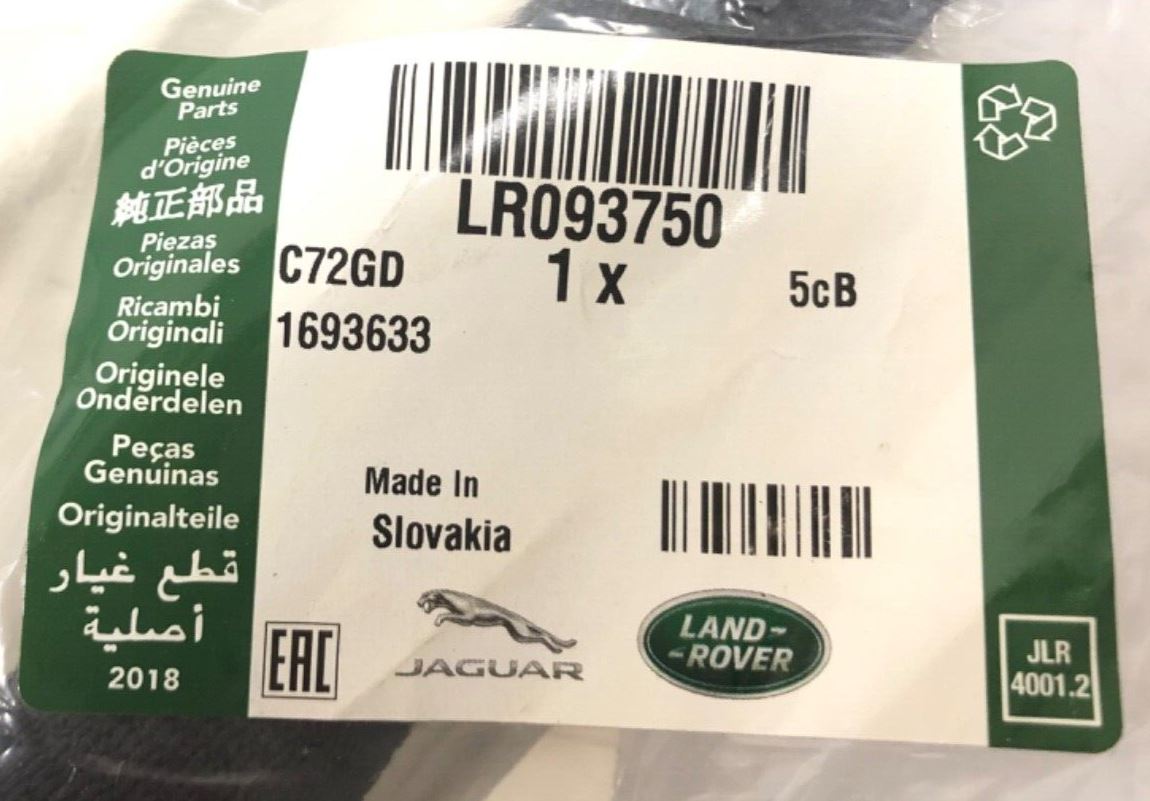 Genuine
Parts
Pièces
d'Origine
純正部品
Piezas
Originales
Ricambi
Originali
Originele
Onderdelen
Peças
Genuinas
Originalteile
قطع غيار
أصلية
2018
LR093750
C72GD
1 x
5cB
1693633
Made In
Slovakia
EAC
JAGUAR
LAND-
-ROVER
JLR
4001.2